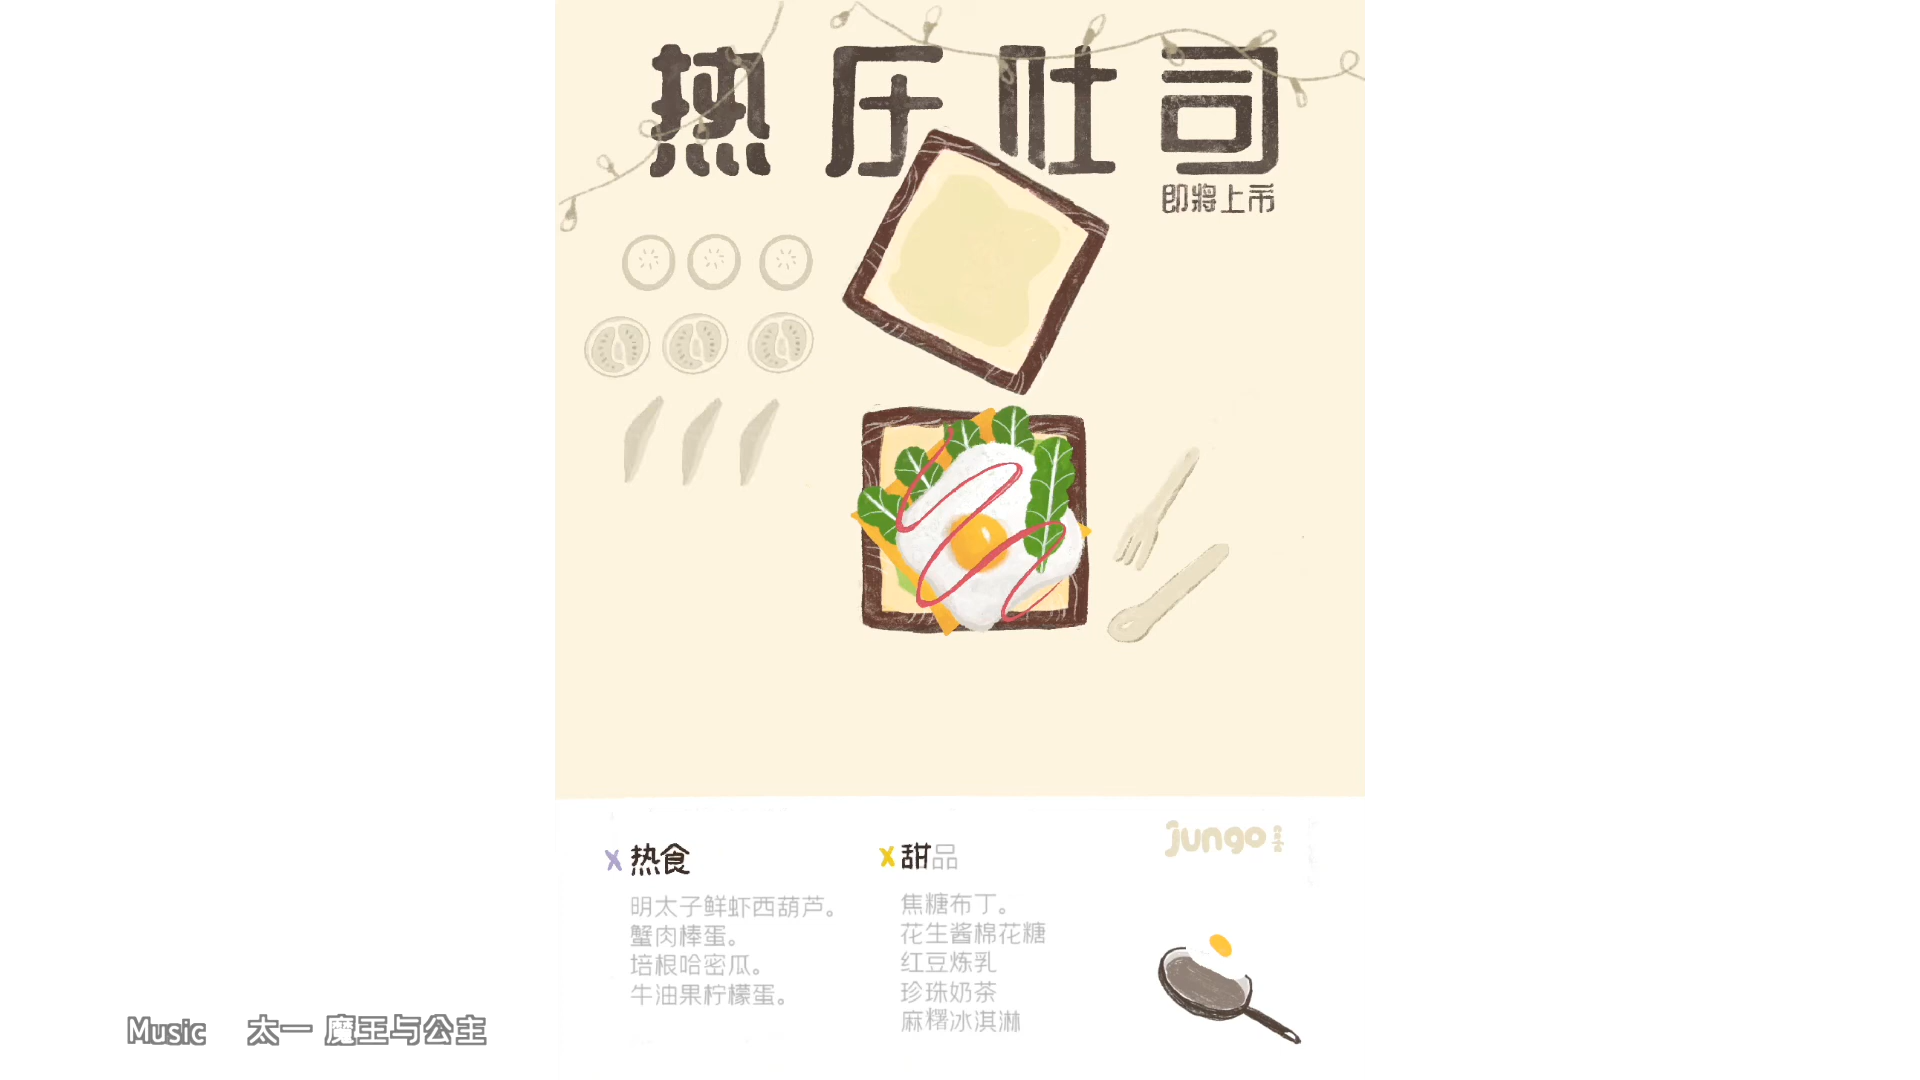 热压吐司
即将上市
x 热食
明太子鲜虾西葫芦。
蟹肉棒蛋。
培根哈密瓜。
牛油果柠檬蛋。
x 甜品
焦糖布丁。
花生酱棉花糖
红豆炼乳
珍珠奶茶
麻糬冰淇淋
jungo
Music 太一 魔王与公主